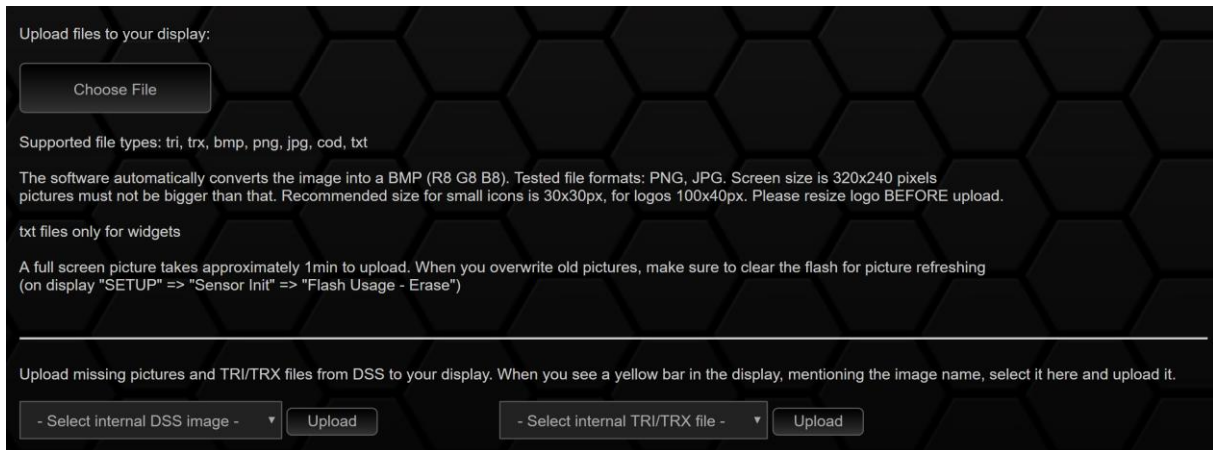 Upload files to your display:
Choose File
Supported file types: tri, trx, bmp, png, jpg, cod, txt
The software automatically converts the image into a BMP (R8 G8 B8). Tested file formats: PNG, JPG. Screen size is 320x240 pixels
pictures must not be bigger than that. Recommended size for small icons is 30x30px, for logos 100x40px. Please resize logo BEFORE upload.
txt files only for widgets
A full screen picture takes approximately 1min to upload. When you overwrite old pictures, make sure to clear the flash for picture refreshing
(on display "SETUP" => "Sensor Init" => "Flash Usage - Erase")
Upload missing pictures and TRI/TRX files from DSS to your display. When you see a yellow bar in the display, mentioning the image name, select it here and upload it.
- Select internal DSS image - Upload - Select internal TRI/TRX file - Upload